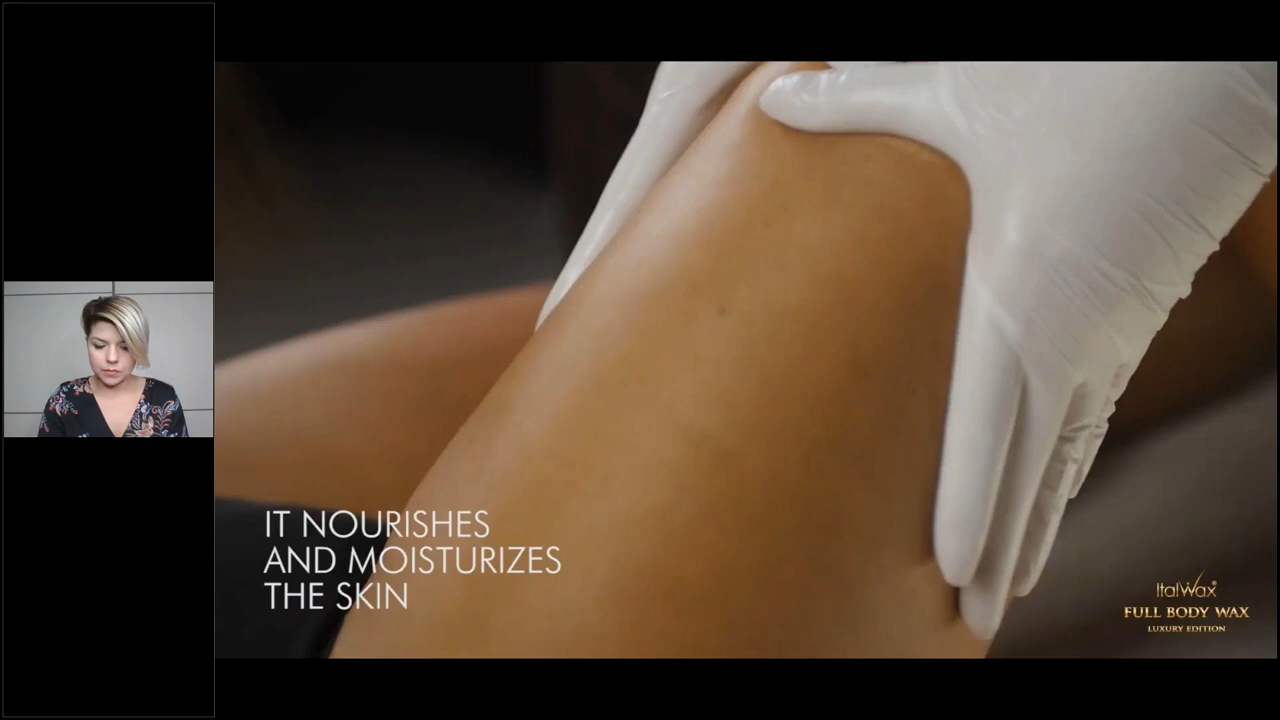 IT NOURISHES
AND MOISTURIZES
THE SKIN
ItalWax®
FULL BODY WAX
LUXURY EDITION